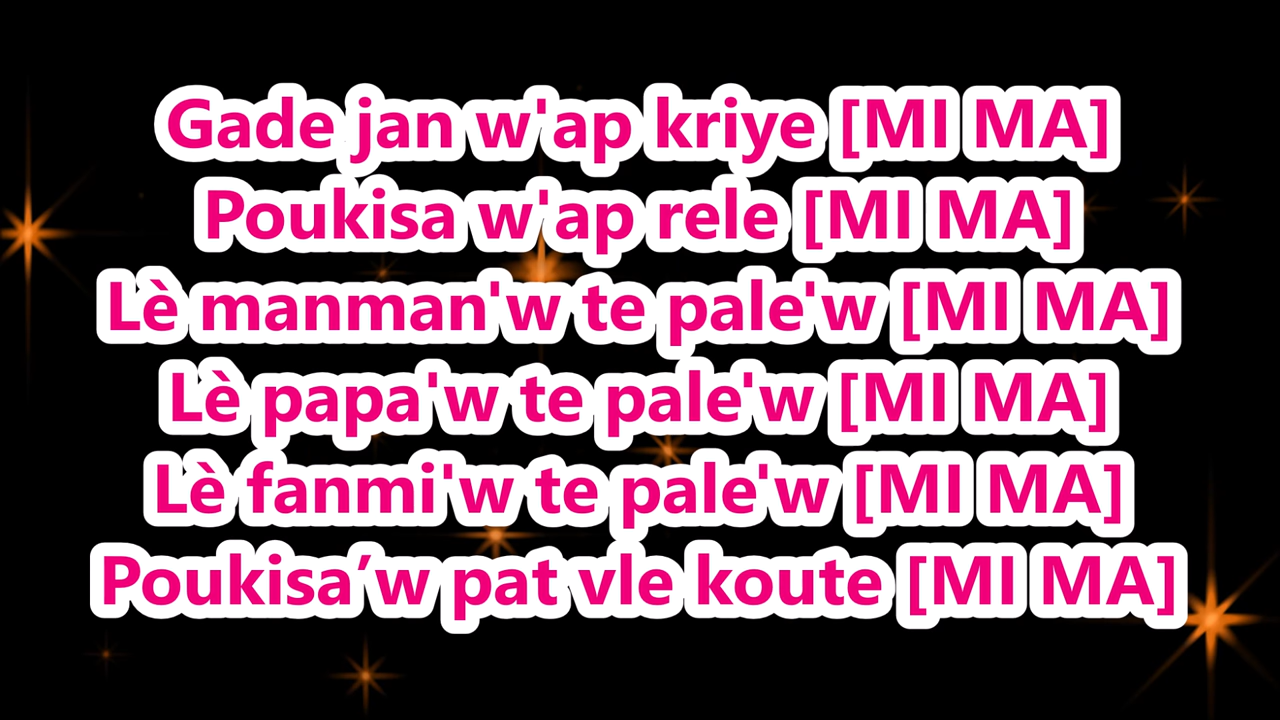 Gade jan w'ap kriye [MI MA]
Poukisa w'ap rele [MI MA]
Lè manman'w te pale'w [MI MA]
Lè papa'w te pale'w [MI MA]
Lè fanmi'w te pale'w [MI MA]
Poukisa’w pat vle koute [MI MA]